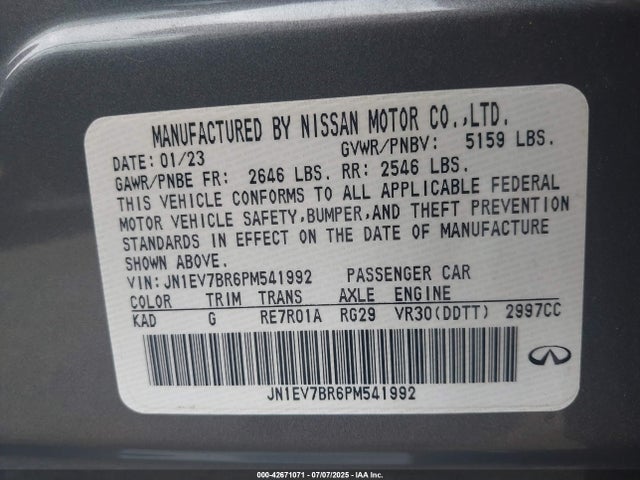 MANUFACTURED BY NISSAN MOTOR CO.,LTD.
DATE: 01/23 GVWR/PNBV: 5159 LBS.
GAWR/PNBE FR: 2646 LBS. RR: 2546 LBS.
THIS VEHICLE CONFORMS TO ALL APPLICABLE FEDERAL
MOTOR VEHICLE SAFETY,BUMPER,AND THEFT PREVENTION
STANDARDS IN EFFECT ON THE DATE OF MANUFACTURE
SHOWN ABOVE.
VIN:JN1EV7BR6PM541992 PASSENGER CAR
COLOR TRIM TRANS AXLE ENGINE
KAD G RE7R01A RG29 VR30(DDTT) 2997CC
JN1EV7BR6PM541992
INFINITI
000-42671071 | 07/07/2025 - IAA Inc.